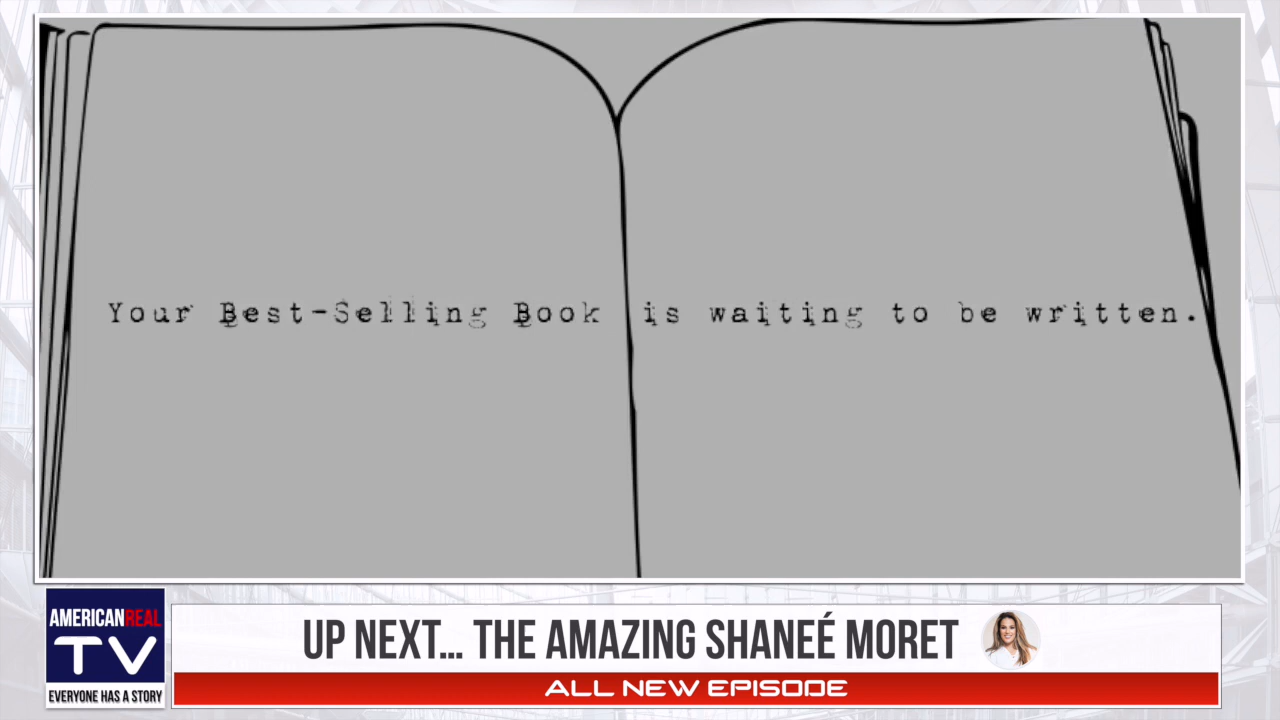 Your Best-Selling Book is waiting to be written.
AMERICANREAL
TV
EVERYONE HAS A STORY
UP NEXT... THE AMAZING SHANEÉ MORET
ALL NEW EPISODE